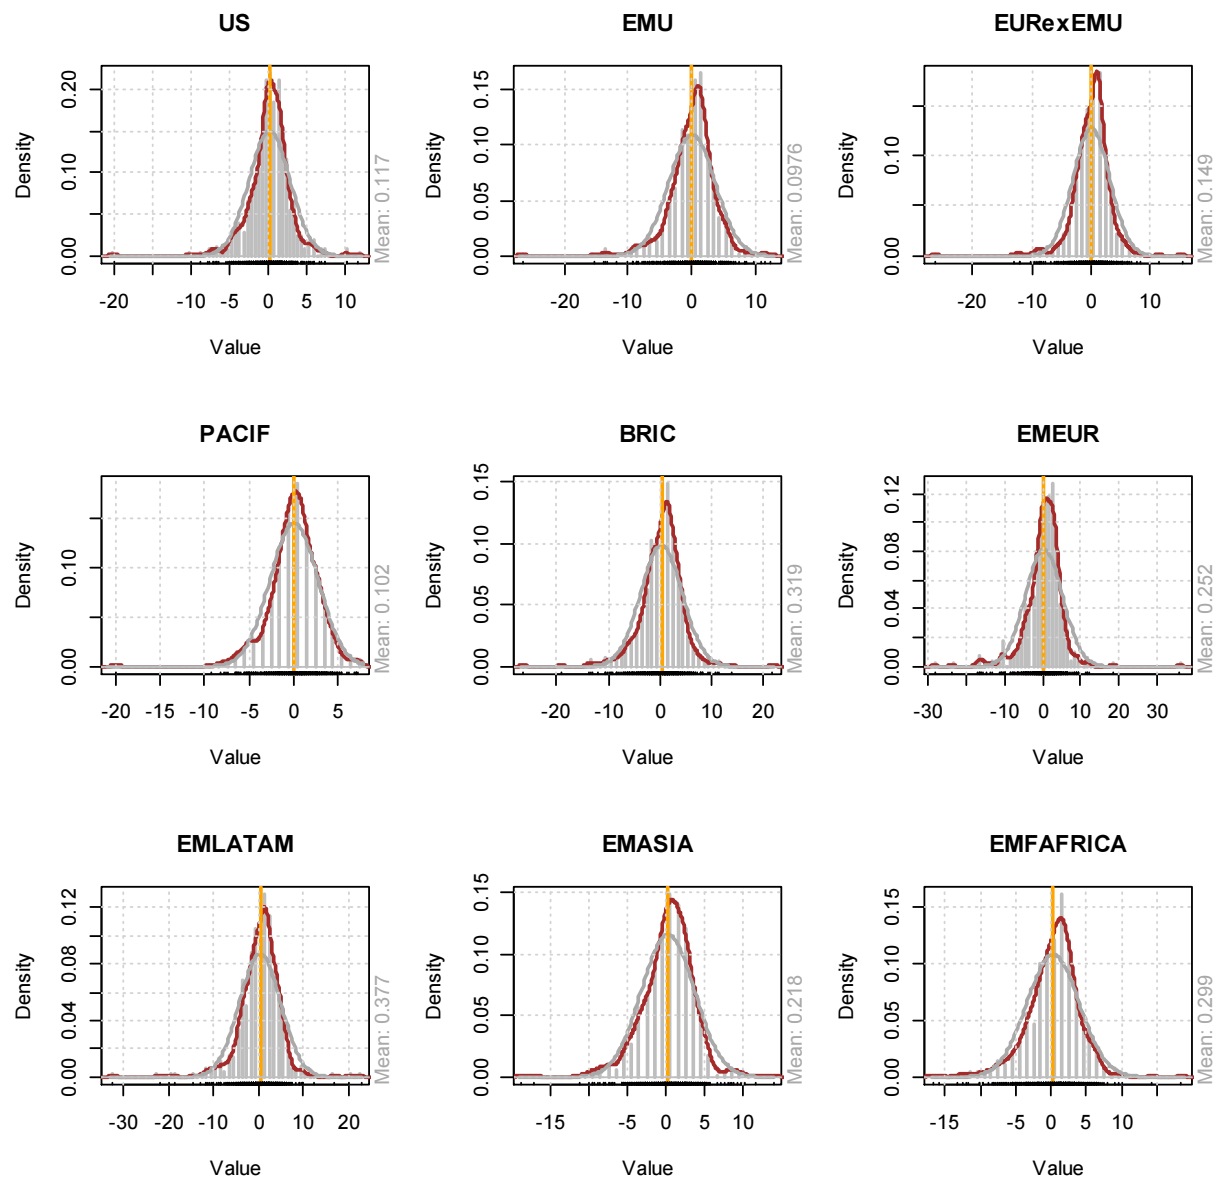 US
Density
0.00 0.10 0.20
-20 -10 -5 0 5 10
Value
Mean: 0.117
EMU
Density
0.00 0.05 0.10 0.15
-20 -10 0 10
Value
Mean: 0.0976
EURexEMU
Density
0.00 0.10
-20 -10 0 10
Value
Mean: 0.149
PACIF
Density
0.00 0.10
-20 -15 -10 -5 0 5
Value
Mean: 0.102
BRIC
Density
0.00 0.05 0.10 0.15
-20 -10 0 10 20
Value
Mean: 0.319
EMEUR
Density
0.00 0.04 0.08 0.12
-30 -10 0 10 20 30
Value
Mean: 0.252
EMLATAM
Density
0.00 0.04 0.08 0.12
-30 -20 -10 0 10 20
Value
Mean: 0.377
EMASIA
Density
0.00 0.05 0.10 0.15
-15 -5 0 5 10
Value
Mean: 0.218
EMFAFRICA
Density
0.00 0.05 0.10 0.15
-15 -5 0 5 10
Value
Mean: 0.299